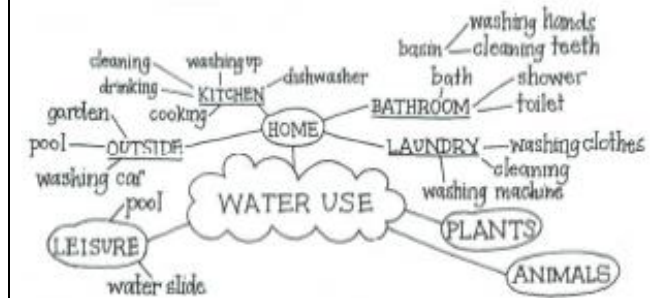 washing hands
basin
cleaning teeth
cleaning
washing up
dishwasher
bath
shower
drinking
KITCHEN
BATHROOM
toilet
cooking
garden
HOME
pool
OUTSIDE
LAUNDRY
washing clothes
cleaning
washing car
washing machine
pool
WATER USE
PLANTS
LEISURE
ANIMALS
water slide